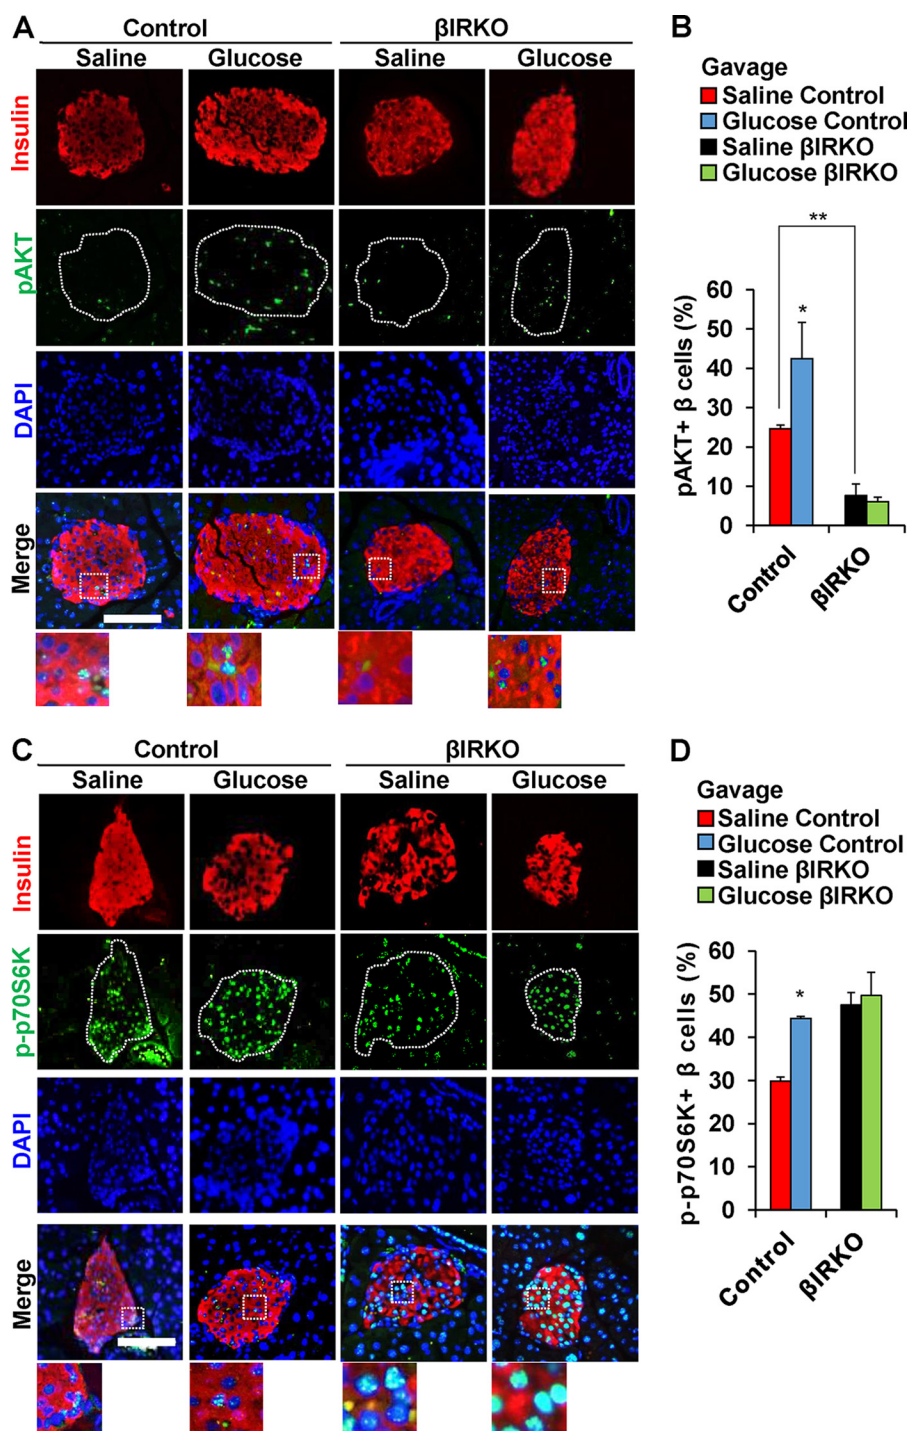 A
Control
βIRKO
Saline
Glucose
Saline
Glucose
Insulin
pAKT
DAPI
Merge
B
Gavage
Saline Control
Glucose Control
Saline βIRKO
Glucose βIRKO
**
*
pAKT+ β cells (%)
60
50
40
30
20
10
0
Control
βIRKO
C
Control
βIRKO
Saline
Glucose
Saline
Glucose
Insulin
p-p70S6K
DAPI
Merge
D
Gavage
Saline Control
Glucose Control
Saline βIRKO
Glucose βIRKO
*
p-p70S6K+ β cells (%)
60
50
40
30
20
10
0
Control
βIRKO